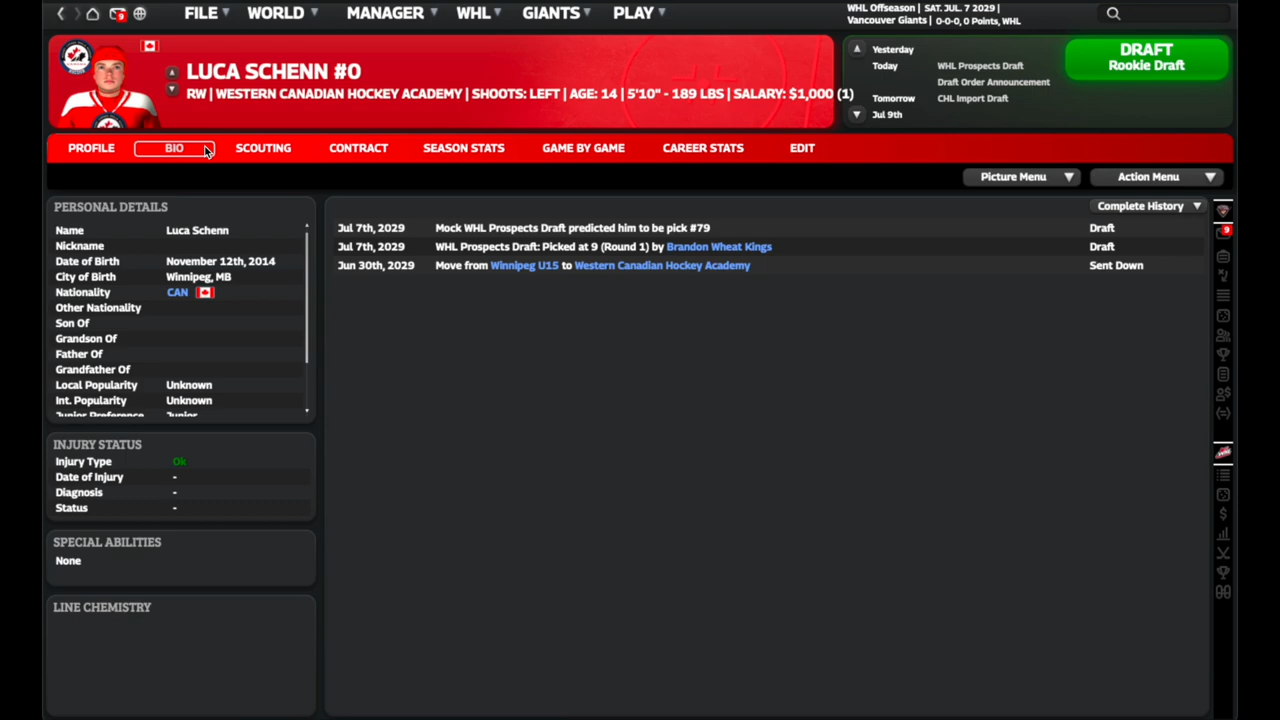 9
FILE
WORLD
MANAGER
WHL
GIANTS
PLAY
WHL Offseason | SAT. JUL. 7 2029 |
Vancouver Giants | 0-0-0, 0 Points, WHL
LUCA SCHENN #0
RW | WESTERN CANADIAN HOCKEY ACADEMY | SHOOTS: LEFT | AGE: 14 | 5'10" - 189 LBS | SALARY: $1,000 (1)
Yesterday
Today WHL Prospects Draft
Draft Order Announcement
Tomorrow CHL Import Draft
Jul 9th
DRAFT
Rookie Draft
PROFILE
BIO
SCOUTING
CONTRACT
SEASON STATS
GAME BY GAME
CAREER STATS
EDIT
Picture Menu
Action Menu
PERSONAL DETAILS
Name Luca Schenn
Nickname
Date of Birth November 12th, 2014
City of Birth Winnipeg, MB
Nationality CAN
Other Nationality
Son Of
Grandson Of
Father Of
Grandfather Of
Local Popularity Unknown
Int. Popularity Unknown
Junior Preference Junior
INJURY STATUS
Injury Type Ok
Date of Injury -
Diagnosis -
Status -
SPECIAL ABILITIES
None
LINE CHEMISTRY
Complete History
Jul 7th, 2029 Mock WHL Prospects Draft predicted him to be pick #79 Draft
Jul 7th, 2029 WHL Prospects Draft: Picked at 9 (Round 1) by Brandon Wheat Kings Draft
Jun 30th, 2029 Move from Winnipeg U15 to Western Canadian Hockey Academy Sent Down
9